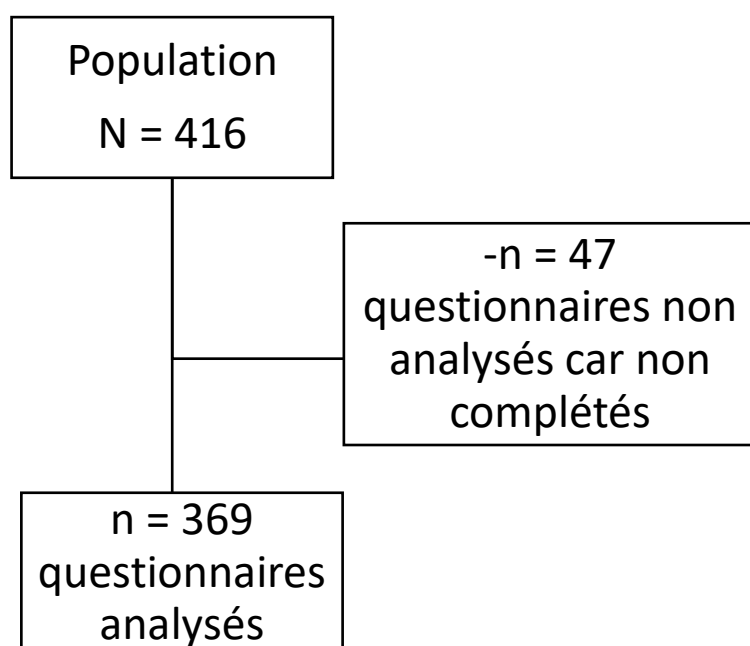 Population
N = 416
-n = 47
questionnaires non
analysés car non
complétés
n = 369
questionnaires
analysés